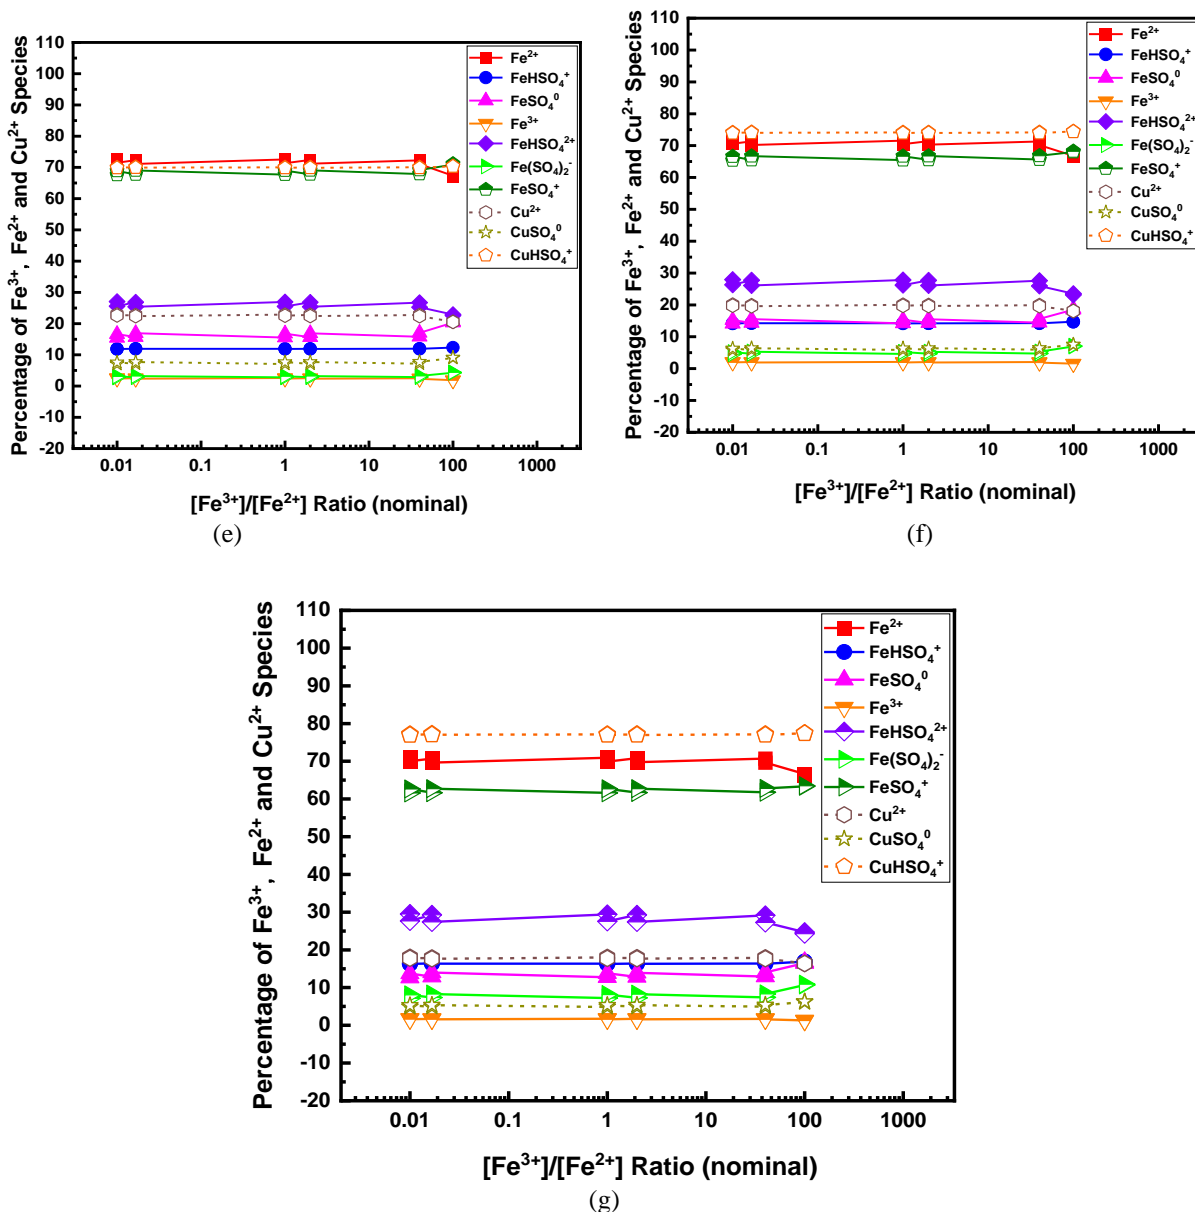 Percentage of Fe³⁺, Fe²⁺ and Cu²⁺ Species
110
100
90
80
70
60
50
40
30
20
10
0
-10
-20
0.01
0.1
1
10
100
1000
[Fe³⁺]/[Fe²⁺] Ratio (nominal)
Fe²⁺
FeHSO₄⁺
FeSO₄⁰
Fe³⁺
FeHSO₄²⁺
Fe(SO₄)₂⁻
FeSO₄⁺
Cu²⁺
CuSO₄⁰
CuHSO₄⁺
(e)
Percentage of Fe³⁺, Fe²⁺ and Cu²⁺ Species
110
100
90
80
70
60
50
40
30
20
10
0
-10
-20
0.01
0.1
1
10
100
1000
[Fe³⁺]/[Fe²⁺] Ratio (nominal)
Fe²⁺
FeHSO₄⁺
FeSO₄⁰
Fe³⁺
FeHSO₄²⁺
Fe(SO₄)₂⁻
FeSO₄⁺
Cu²⁺
CuSO₄⁰
CuHSO₄⁺
(f)
Percentage of Fe³⁺, Fe²⁺ and Cu²⁺ Species
110
100
90
80
70
60
50
40
30
20
10
0
-10
-20
0.01
0.1
1
10
100
1000
[Fe³⁺]/[Fe²⁺] Ratio (nominal)
Fe²⁺
FeHSO₄⁺
FeSO₄⁰
Fe³⁺
FeHSO₄²⁺
Fe(SO₄)₂⁻
FeSO₄⁺
Cu²⁺
CuSO₄⁰
CuHSO₄⁺
(g)